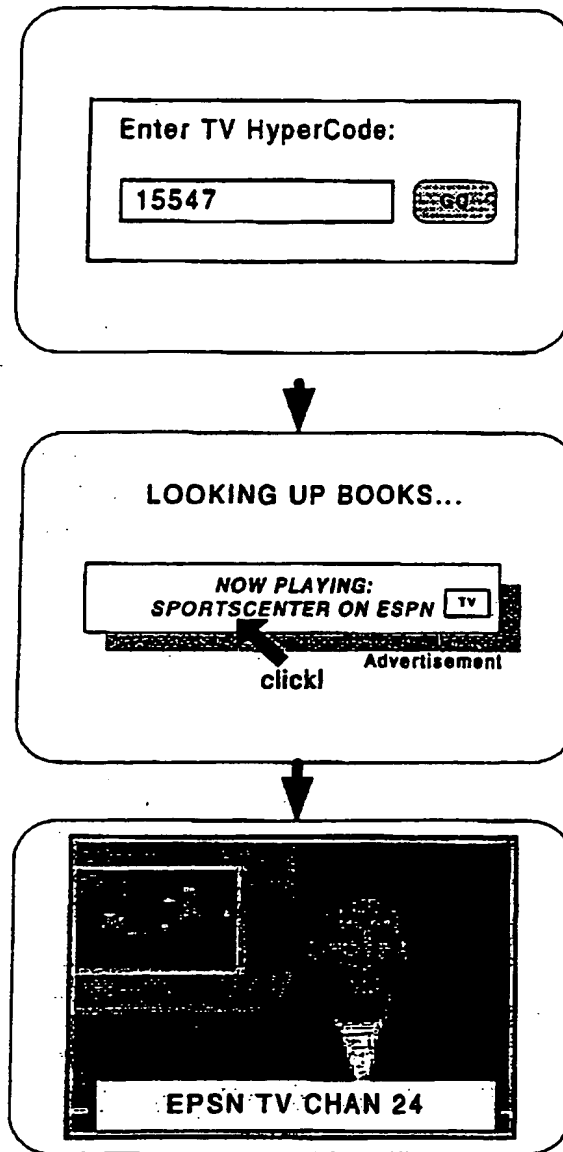 Enter TV HyperCode:
15547
GO
LOOKING UP BOOKS...
NOW PLAYING:
SPORTSCENTER ON ESPN
TV
Advertisement
click!
EPSN TV CHAN 24